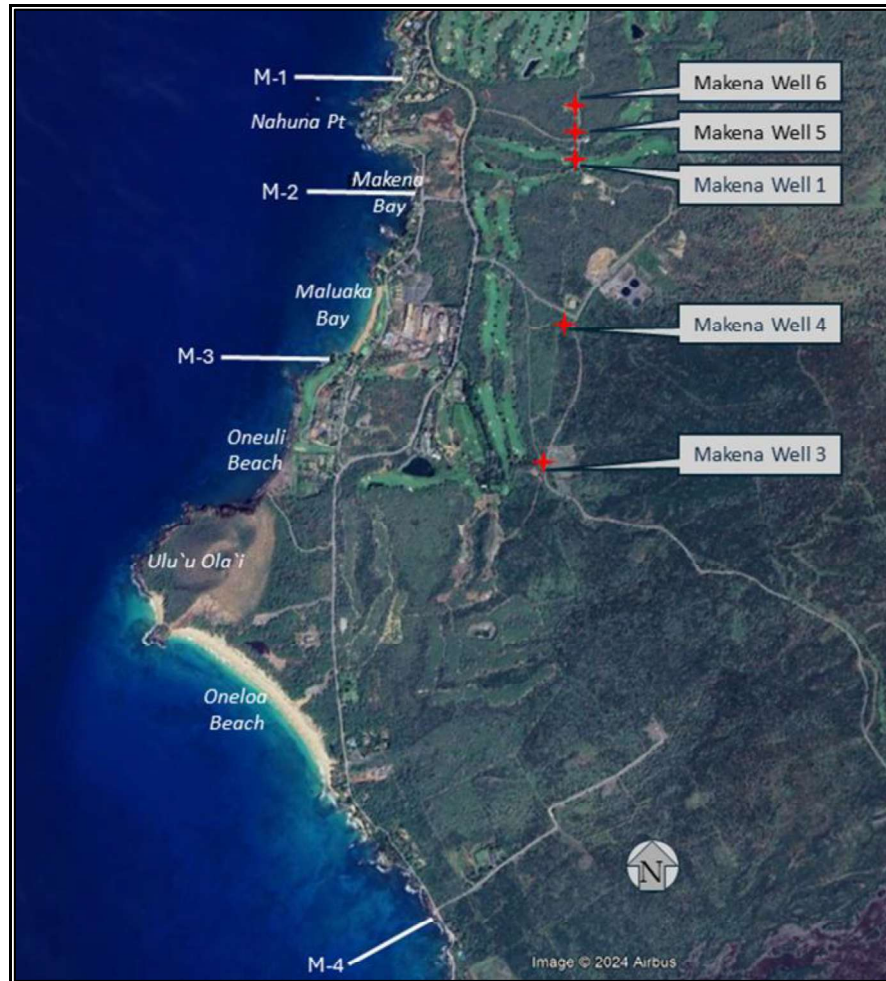 M-1
Makena Well 6
Nahuna Pt
Makena Well 5
Makena Well 1
M-2
Makena
Bay
Maluaka
Bay
Makena Well 4
M-3
Oneuli
Beach
Makena Well 3
Ulu`u Ola`i
Oneloa
Beach
N
M-4
Image © 2024 Airbus